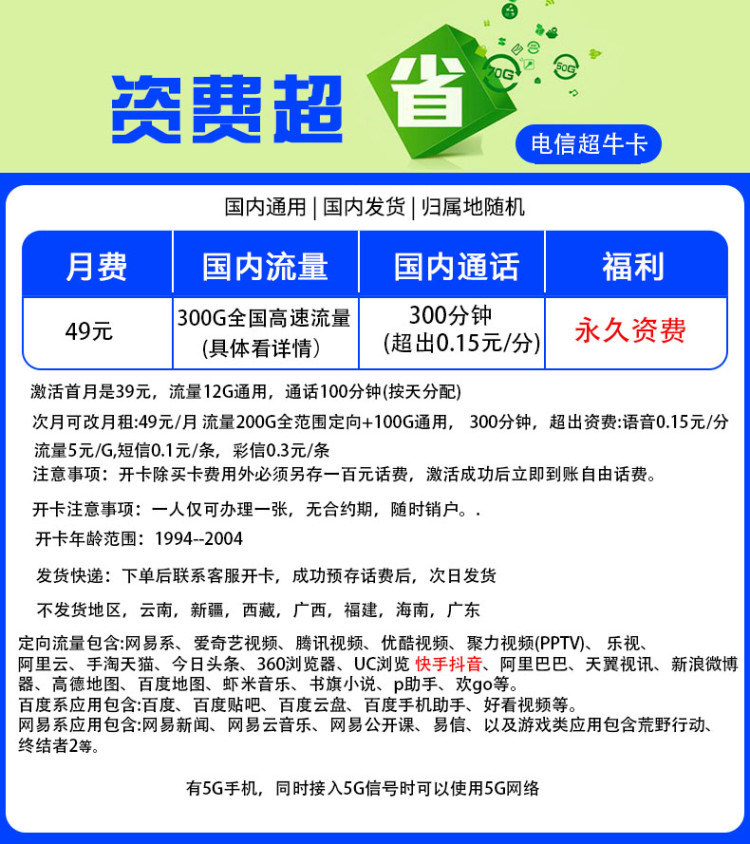 资费超省
70G
50G
电信超牛卡
国内通用 | 国内发货 | 归属地随机
月费 国内流量 国内通话 福利
49元 300G全国高速流量 (具体看详情) 300分钟 (超出0.15元/分) 永久资费
激活首月是39元，流量12G通用，通话100分钟(按天分配)
次月可改月租:49元/月 流量200G全范围定向+100G通用， 300分钟，超出资费:语音0.15元/分
流量5元/G,短信0.1元/条，彩信0.3元/条
注意事项：开卡除买卡费用外必须另存一百元话费，激活成功后立即到账自由话费。
开卡注意事项：一人仅可办理一张，无合约期，随时销户。.
开卡年龄范围：1994--2004
发货快递：下单后联系客服开卡，成功预存话费后，次日发货
不发货地区，云南，新疆，西藏，广西，福建，海南，广东
定向流量包含:网易系、爱奇艺视频、腾讯视频、优酷视频、聚力视频(PPTV)、 乐视、
阿里云、手淘天猫、今日头条、360浏览器、UC浏览 快手抖音、阿里巴巴、天翼视讯、新浪微博
器、高德地图、百度地图、虾米音乐、书旗小说、p助手、欢go等。
百度系应用包含:百度、百度贴吧、百度云盘、百度手机助手、好看视频等。
网易系应用包含:网易新闻、网易云音乐、网易公开课、易信、以及游戏类应用包含荒野行动、
终结者2等。
有5G手机，同时接入5G信号时可以使用5G网络